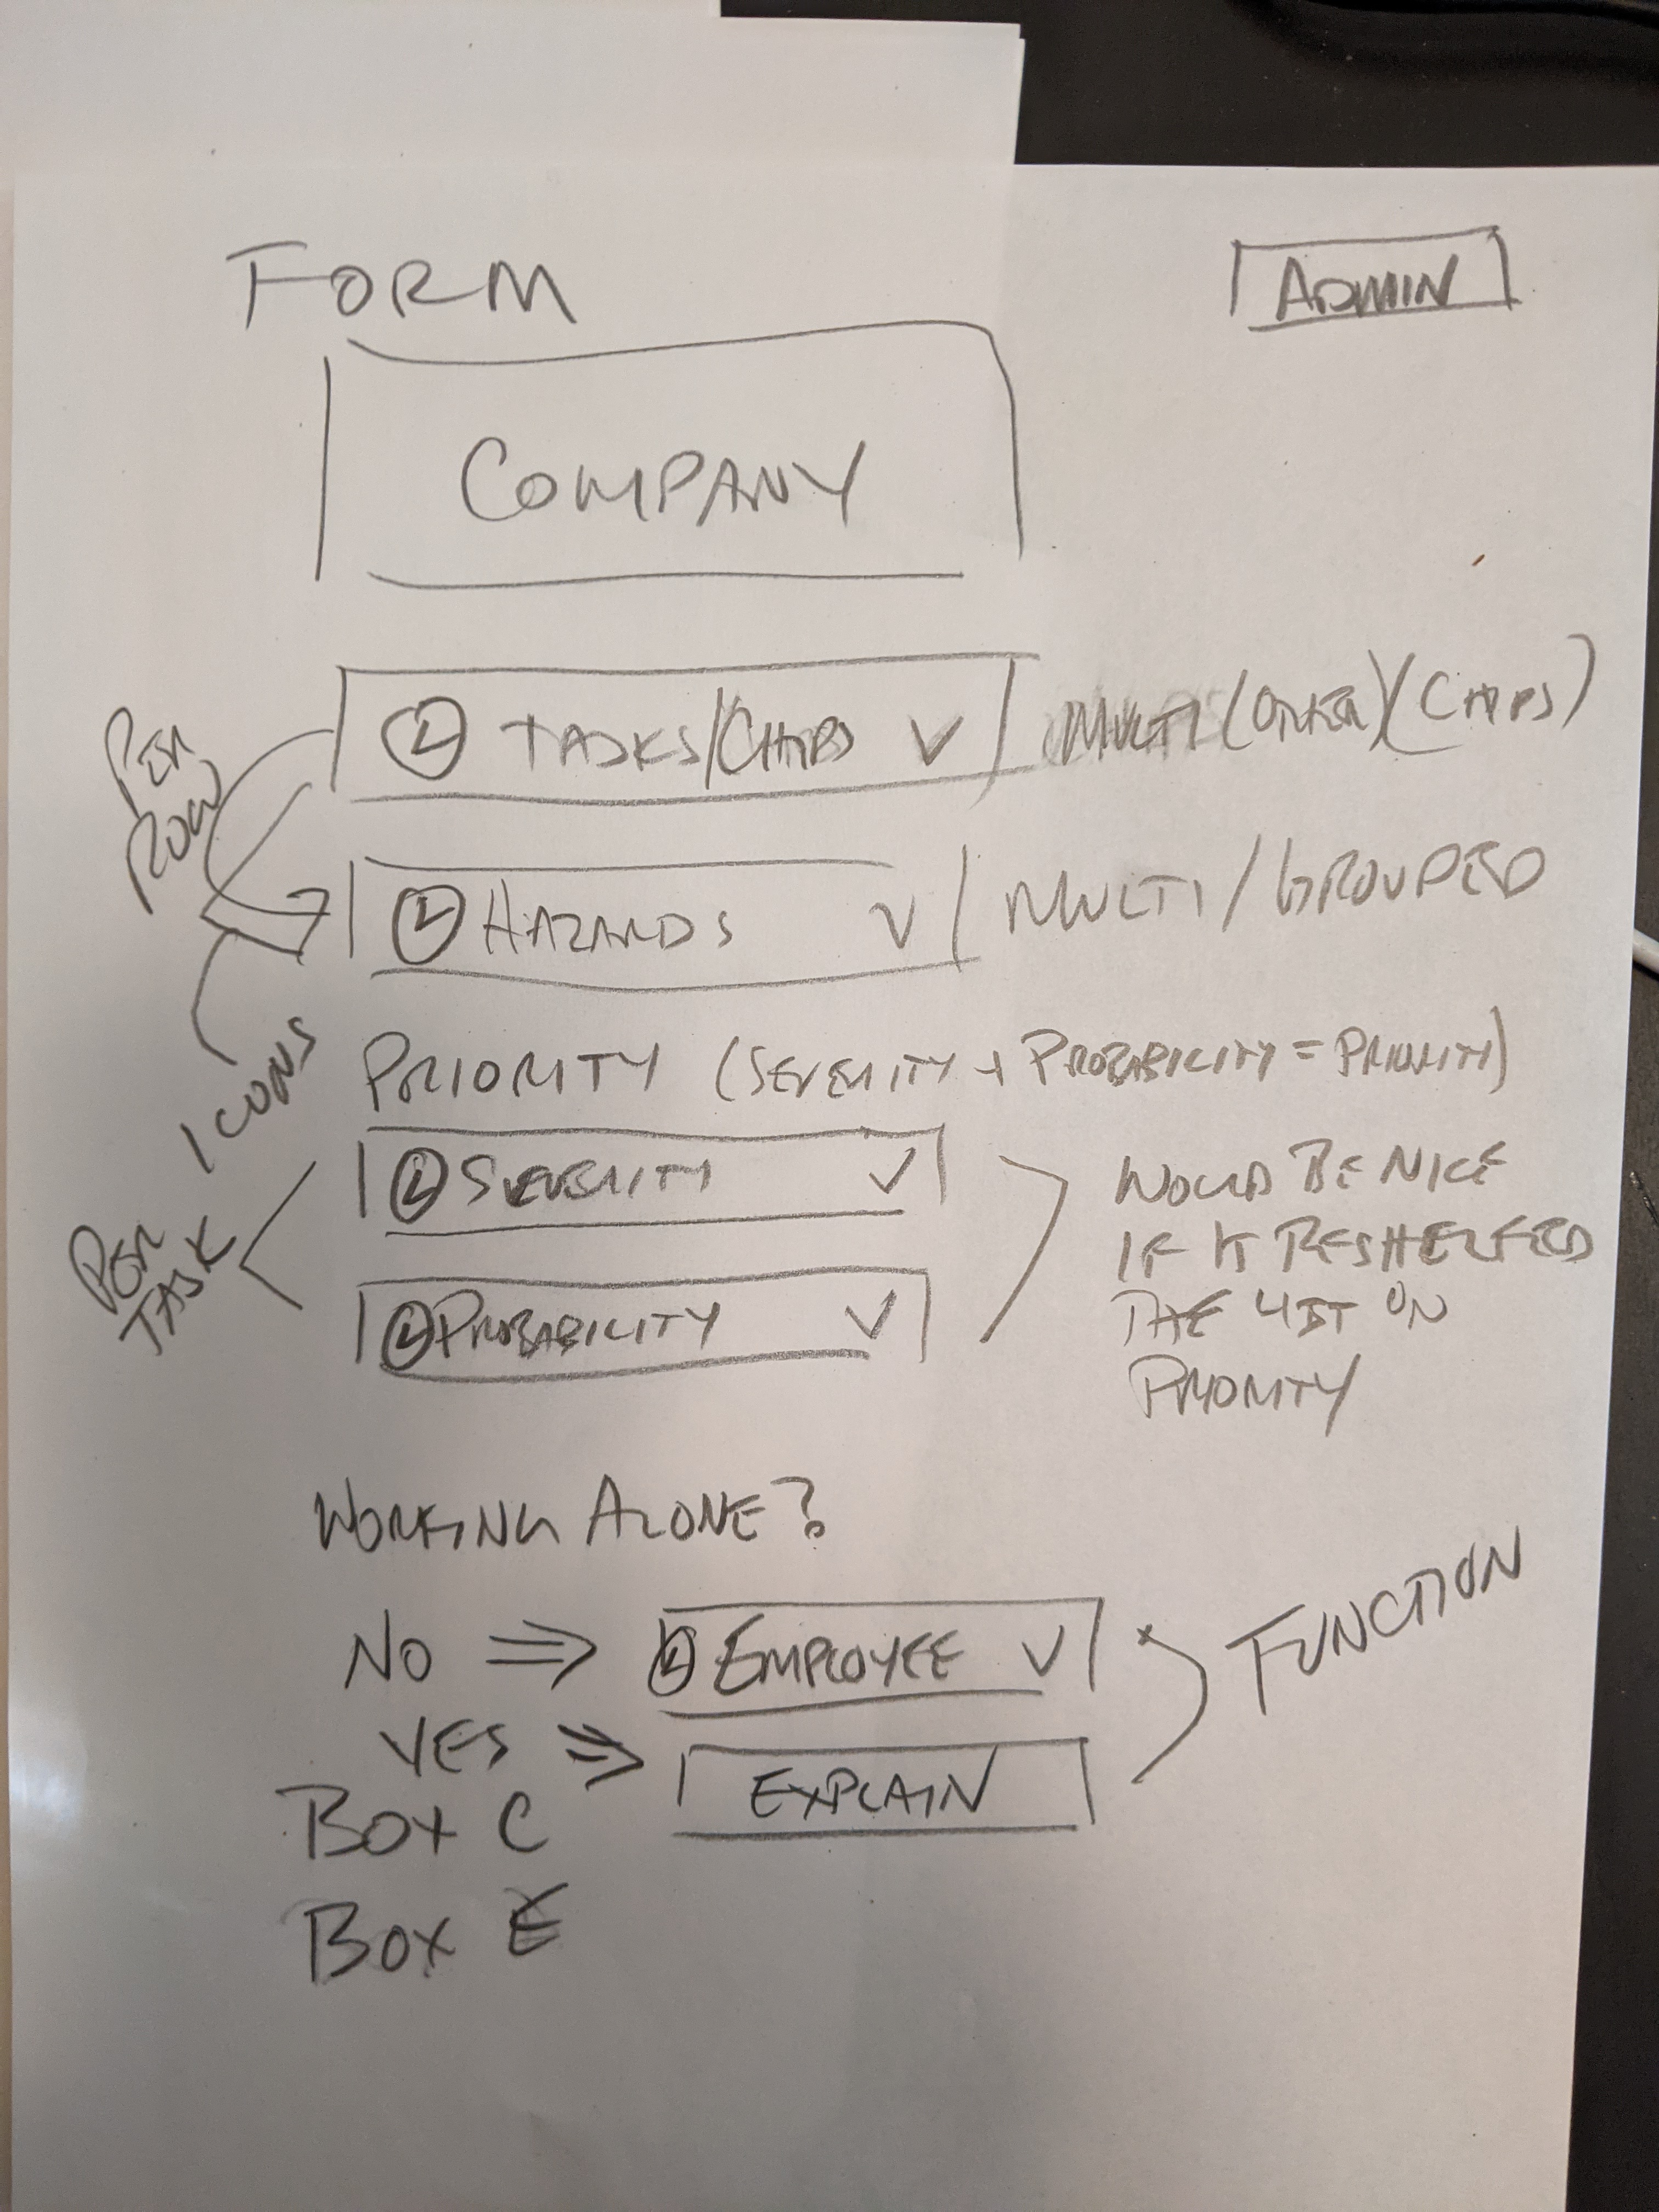 FORM
ADMIN
COMPANY
PER ROW
L TASKS/CHIPS V MULTI (ORDER) (CHIPS)
L HAZARDS V MULTI / GROUPED
ICONS
PRIORITY (SEVERITY + PROBABILITY = PRIORITY)
PER TASK
L SEVERITY V
L PROBABILITY V
WOULD BE NICE
IF IT
THE LIST ON
PRIORITY
WORKING ALONE?
NO ⇒ L EMPLOYEE V
YES ⇒ EXPLAIN
FUNCTION
BOX C
BOX E